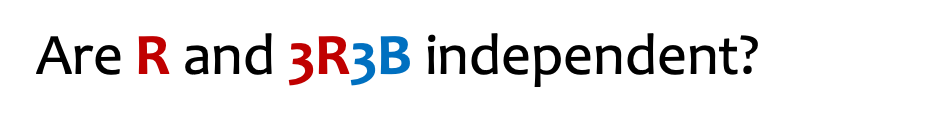 Are R and 3R3B independent?